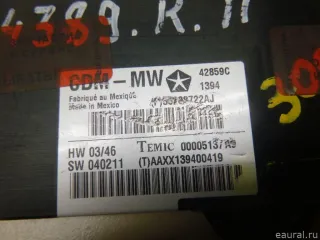 4389.R.11
CDM-MW 42859C
Fabriqué au Mexique 1394
Made in Mexico
HW 03/46 TEMIC
SW 040211 (T)AAXX139400419
eaural.ru